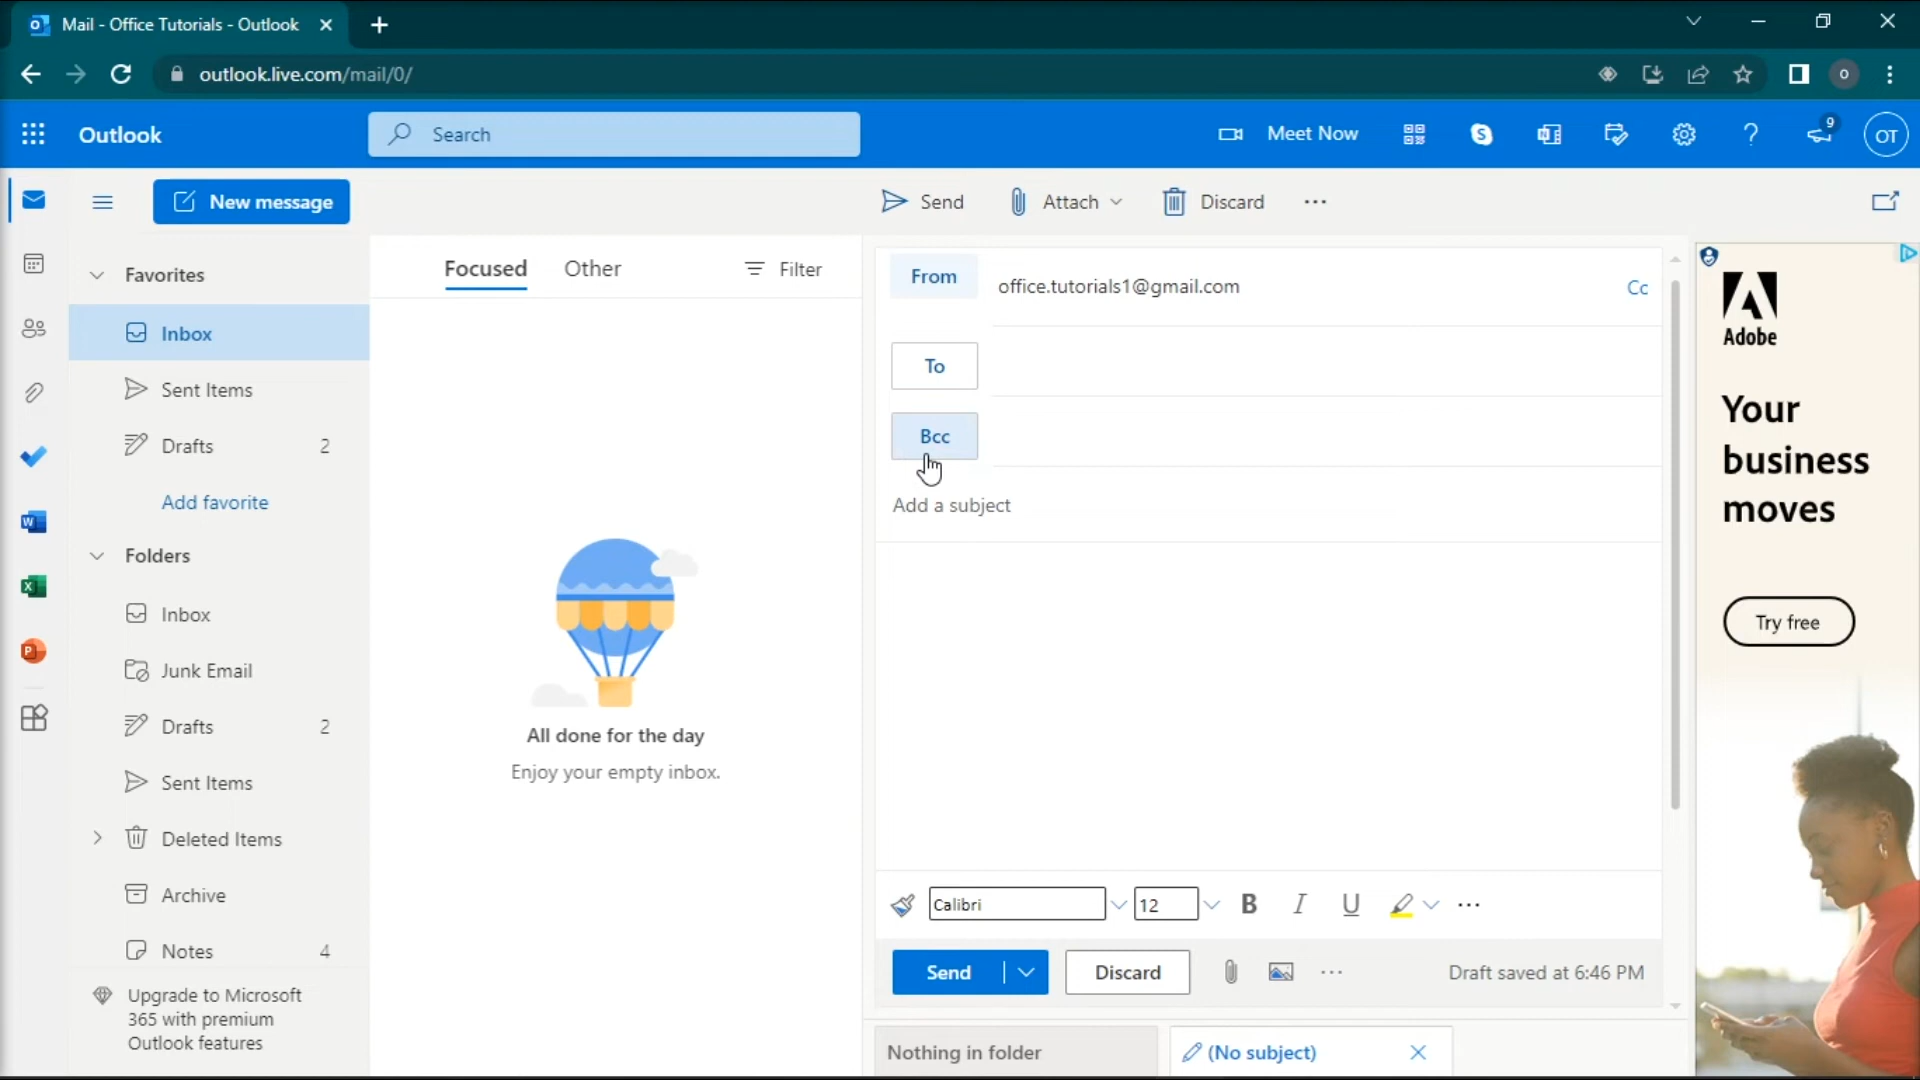 Mail - Office Tutorials - Outlook
outlook.live.com/mail/0/
O
Outlook
Search
Meet Now
9
OT
New message
Send
Attach
Discard
Favorites
Inbox
Sent Items
Drafts 2
Add favorite
Folders
Inbox
Junk Email
Drafts 2
Sent Items
Deleted Items
Archive
Notes 4
Upgrade to Microsoft
365 with premium
Outlook features
Focused
Other
Filter
All done for the day
Enjoy your empty inbox.
From office.tutorials1@gmail.com Cc
To
Bcc
Add a subject
Calibri 12 B I U
Send Discard Draft saved at 6:46 PM
Nothing in folder
(No subject)
Adobe
Your
business
moves
Try free